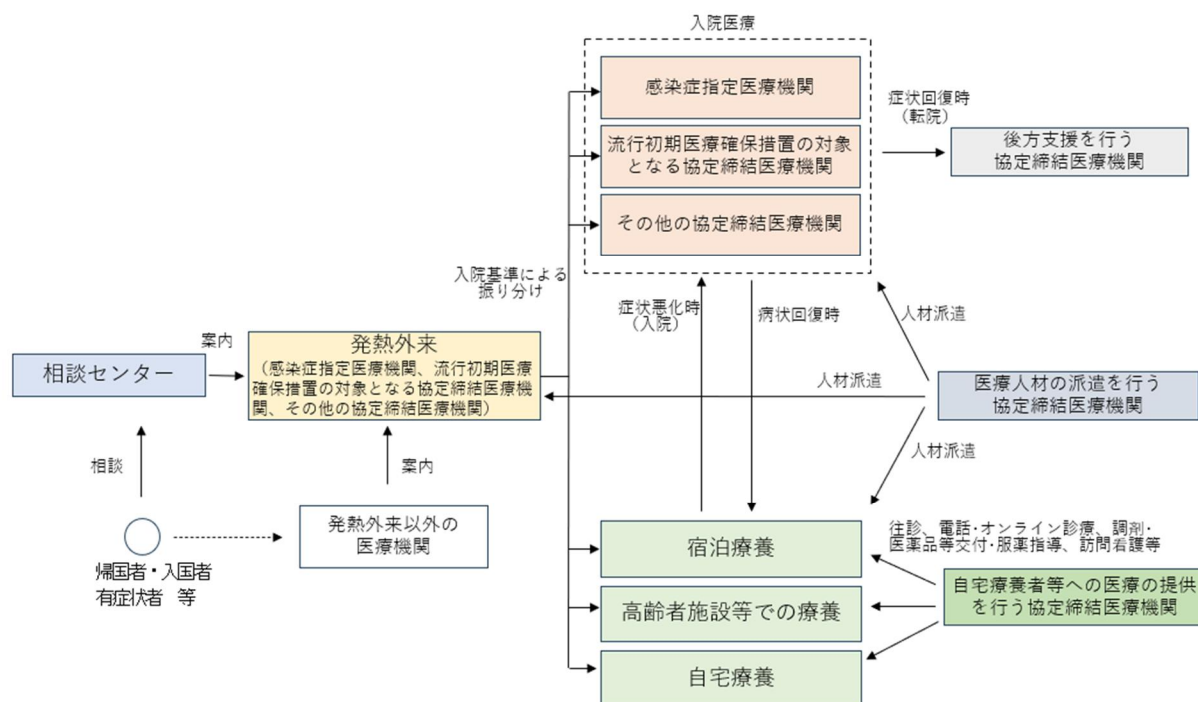 入院医療
感染症指定医療機関
流行初期医療確保措置の対象
となる協定締結医療機関
その他の協定締結医療機関
症状回復時
（転院）
後方支援を行う
協定締結医療機関
入院基準による
振り分け
症状悪化時
（入院）
病状回復時
人材派遣
案内
相談センター
発熱外来
（感染症指定医療機関、流行初期医療
確保措置の対象となる協定締結医療機
関、その他の協定締結医療機関）
人材派遣
医療人材の派遣を行う
協定締結医療機関
人材派遣
相談
案内
発熱外来以外の
医療機関
帰国者・入国者
有症状者　等
宿泊療養
高齢者施設等での療養
自宅療養
往診、電話・オンライン診療、調剤・
医薬品等交付・服薬指導、訪問看護等
自宅療養者等への医療の提供
を行う協定締結医療機関